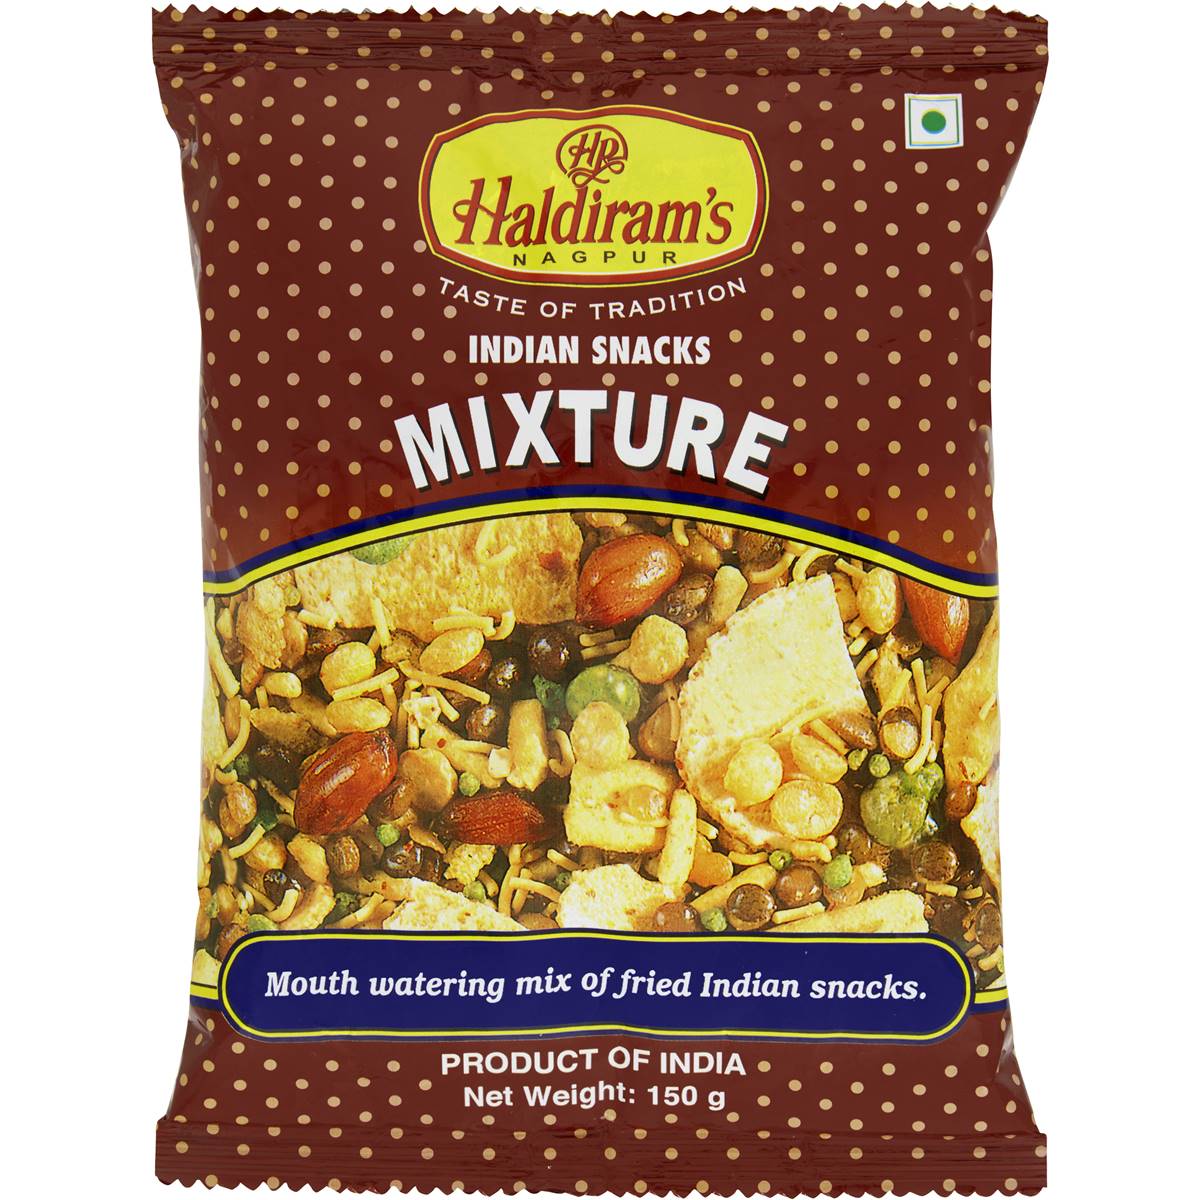 HR
Haldiram's
NAGPUR
TASTE OF TRADITION
INDIAN SNACKS
MIXTURE
Mouth watering mix of fried Indian snacks.
PRODUCT OF INDIA
Net Weight: 150 g